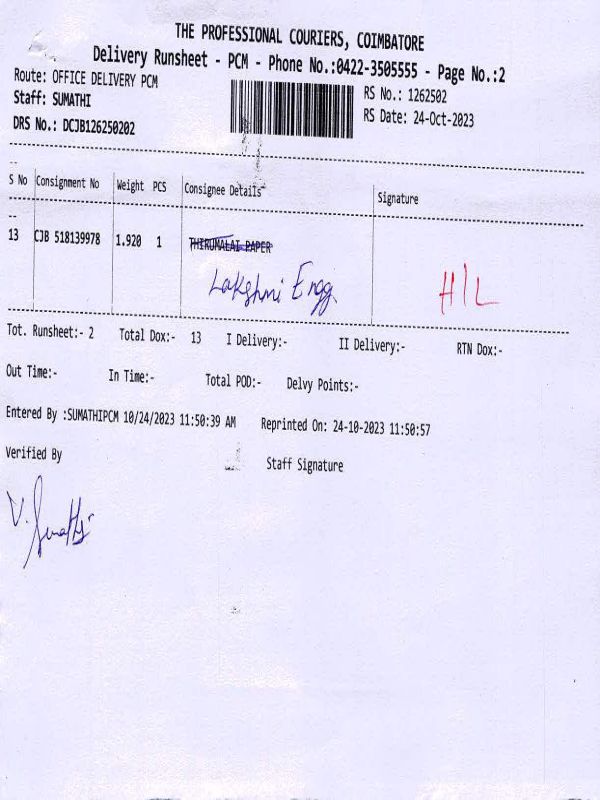 THE PROFESSIONAL COURIERS, COIMBATORE
Delivery Runsheet - PCM - Phone No.:0422-3505555 - Page No.:2
Route: OFFICE DELIVERY PCM
RS No.: 1262502
Staff: SUMATHI
RS Date: 24-Oct-2023
DRS No.: DCJB126250202
S No Consignment No Weight PCS Consignee Details Signature
13 CJB 518139978 1.920 1 THIRUMALAI PAPER
Lakshmi Engg H/L
Tot. Runsheet:- 2 Total Dox:- 13 I Delivery:- II Delivery:- RTN Dox:-
Out Time:- In Time:- Total POD:- Delvy Points:-
Entered By :SUMATHIPCM 10/24/2023 11:50:39 AM Reprinted On: 24-10-2023 11:50:57
Verified By Staff Signature
V. Sumathi